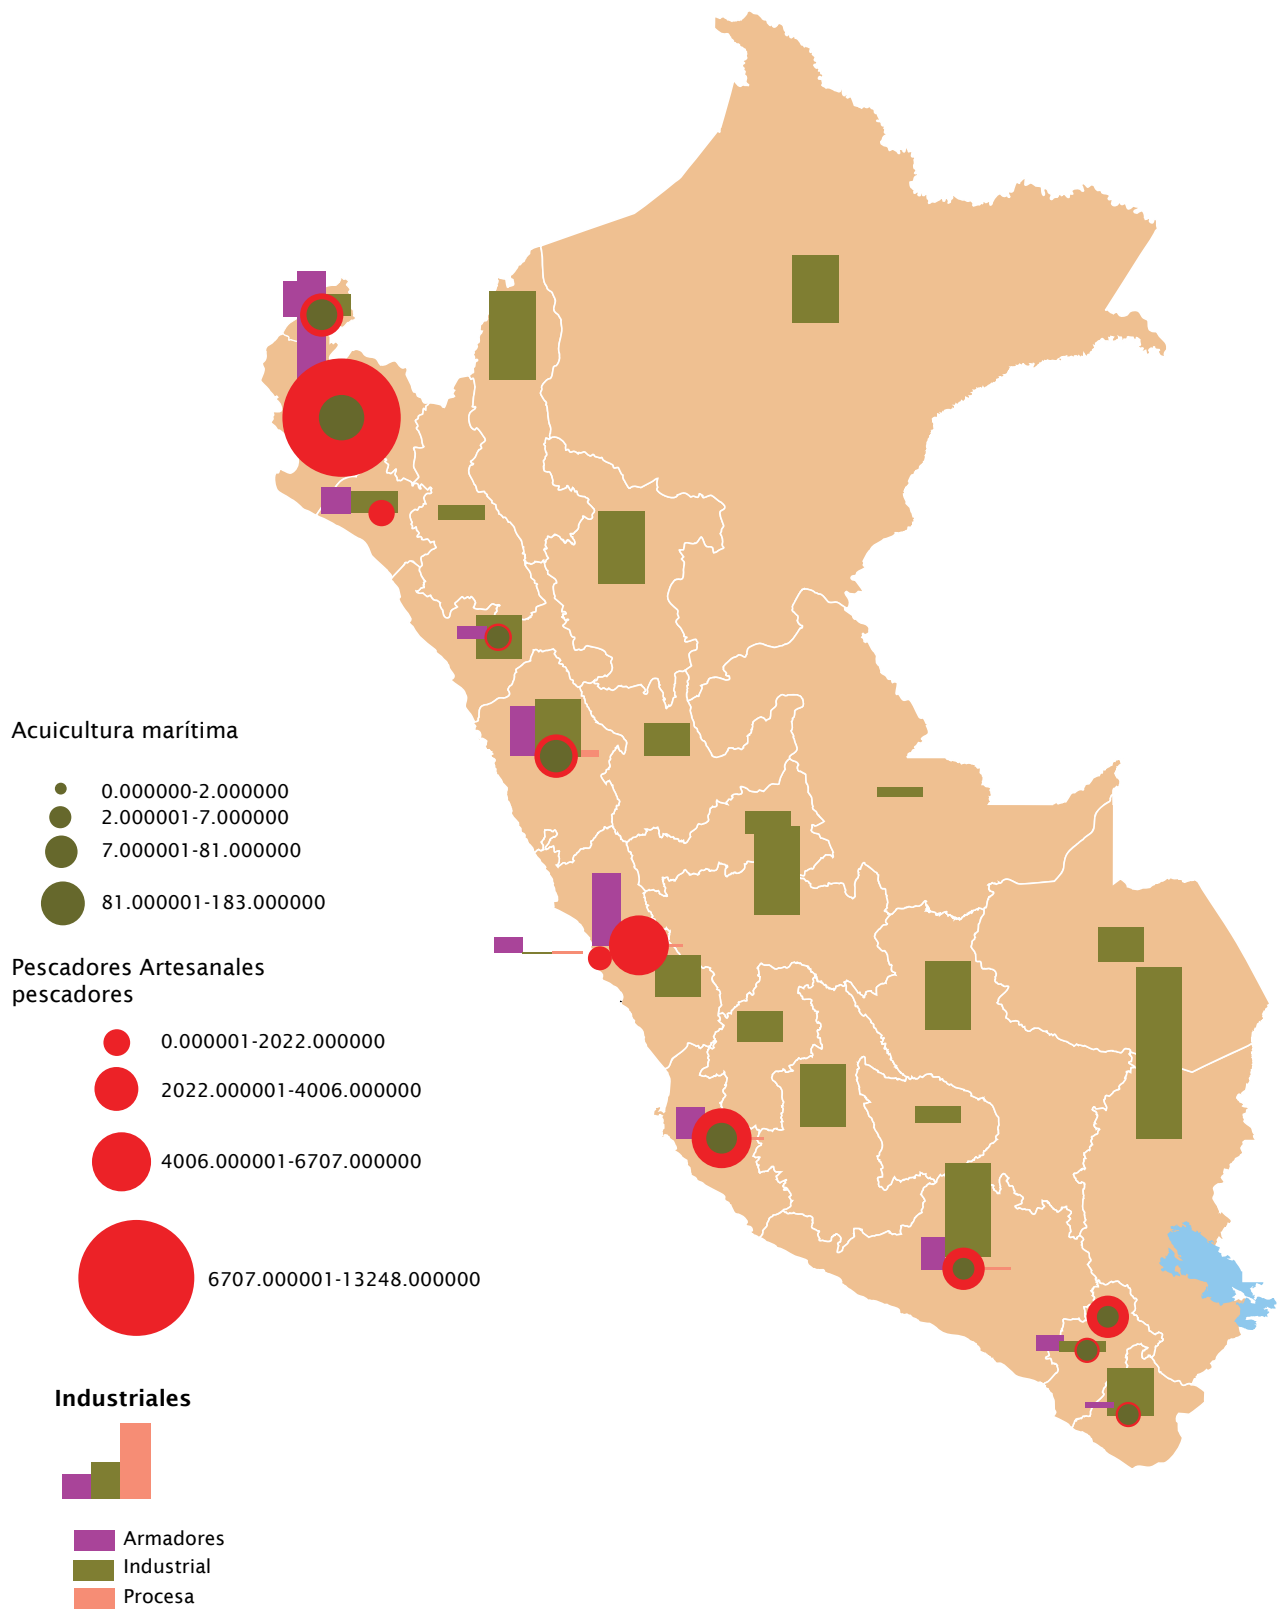 Acuicultura marítima
0.000000-2.000000
2.000001-7.000000
7.000001-81.000000
81.000001-183.000000
Pescadores Artesanales
pescadores
0.000001-2022.000000
2022.000001-4006.000000
4006.000001-6707.000000
6707.000001-13248.000000
Industriales
Armadores
Industrial
Procesa